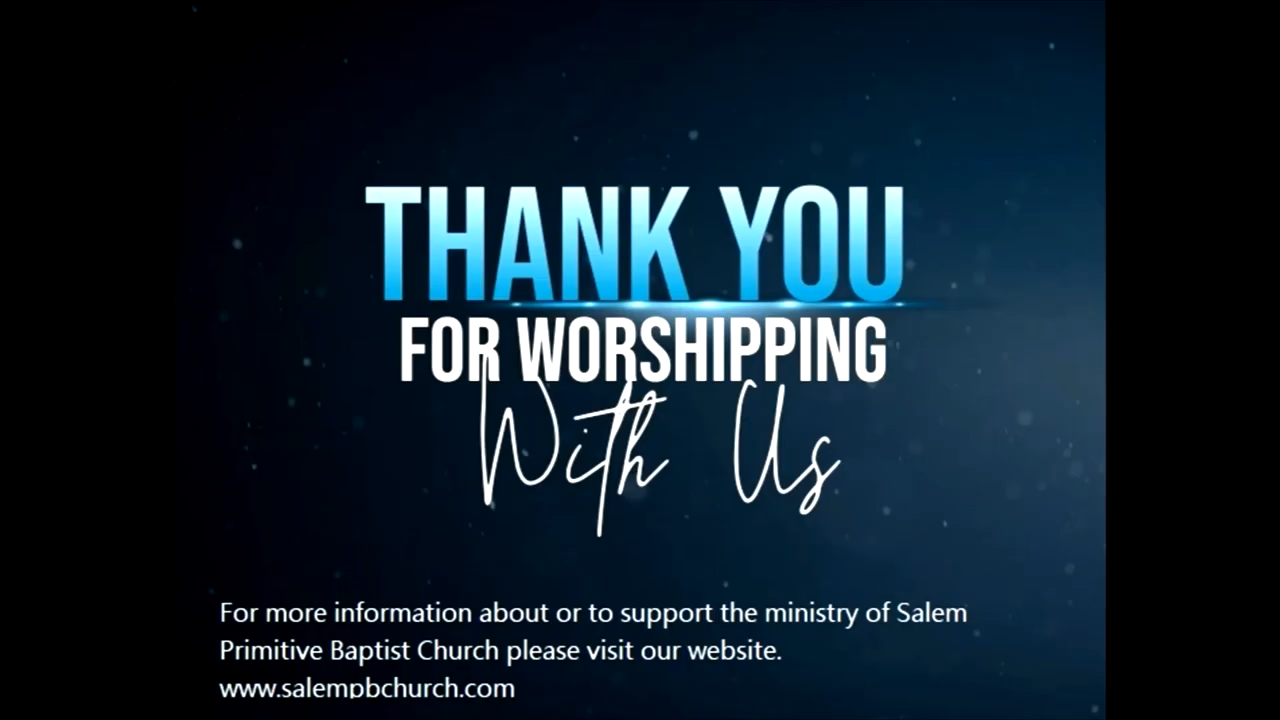 THANK YOU
FOR WORSHIPPING
With Us
For more information about or to support the ministry of Salem
Primitive Baptist Church please visit our website.
www.salempbchurch.com